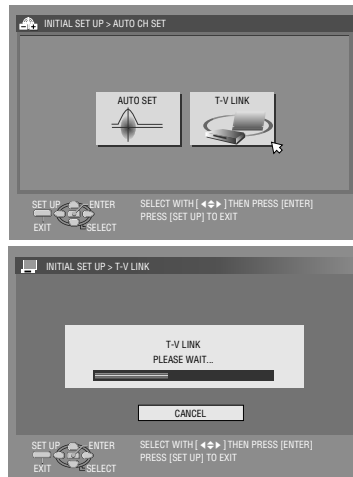 INITIAL SET UP > AUTO CH SET
AUTO SET
T-V LINK
SET UP
ENTER
EXIT
SELECT
SELECT WITH [ ◀◆▶ ] THEN PRESS [ENTER]
PRESS [SET UP] TO EXIT
INITIAL SET UP > T-V LINK
T-V LINK
PLEASE WAIT...
CANCEL
SET UP
ENTER
EXIT
SELECT
SELECT WITH [ ◀◆▶ ] THEN PRESS [ENTER]
PRESS [SET UP] TO EXIT